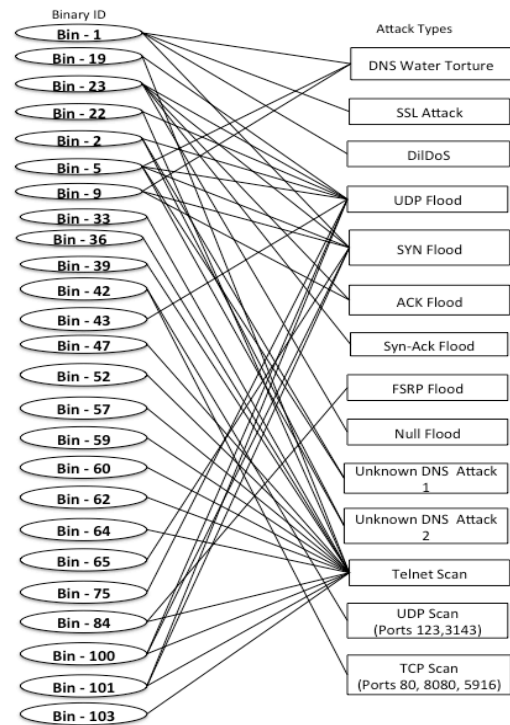 Binary ID
Bin - 1
Bin - 19
Bin - 23
Bin - 22
Bin - 2
Bin - 5
Bin - 9
Bin - 33
Bin - 36
Bin - 39
Bin - 42
Bin - 43
Bin - 47
Bin - 52
Bin - 57
Bin - 59
Bin - 60
Bin - 62
Bin - 64
Bin - 65
Bin - 75
Bin - 84
Bin - 100
Bin - 101
Bin - 103
Attack Types
DNS Water Torture
SSL Attack
DilDoS
UDP Flood
SYN Flood
ACK Flood
Syn-Ack Flood
FSRP Flood
Null Flood
Unknown DNS Attack
1
Unknown DNS Attack
2
Telnet Scan
UDP Scan
(Ports 123,3143)
TCP Scan
(Ports 80, 8080, 5916)